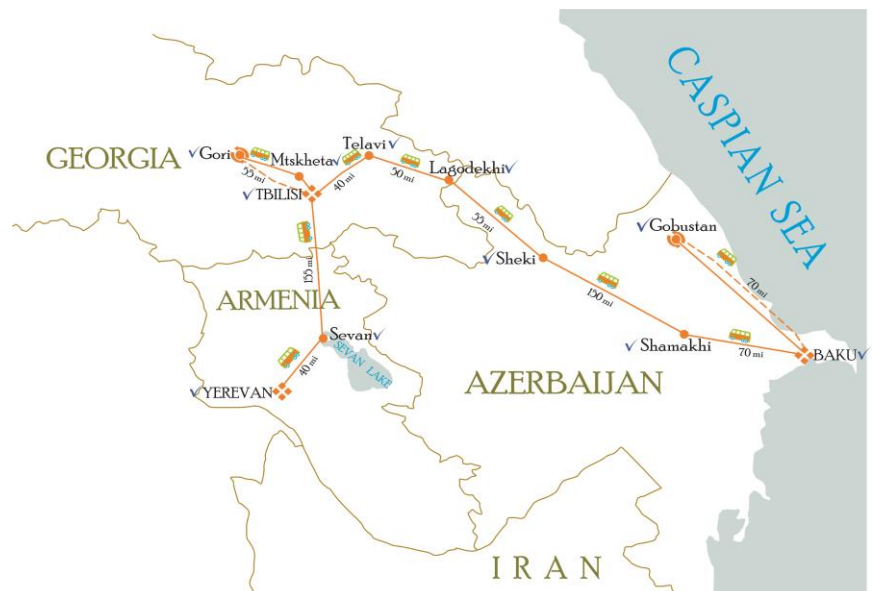 CASPIAN SEA
GEORGIA
Gori
Mtskheta
Telavi
Lagodekhi
55 mi
TBILISI
40 mi
50 mi
55 mi
Gobustan
Sheki
70 mi
155 mi
150 mi
ARMENIA
Sevan
SEVAN LAKE
40 mi
YEREVAN
Shamakhi
70 mi
BAKU
AZERBAIJAN
IRAN